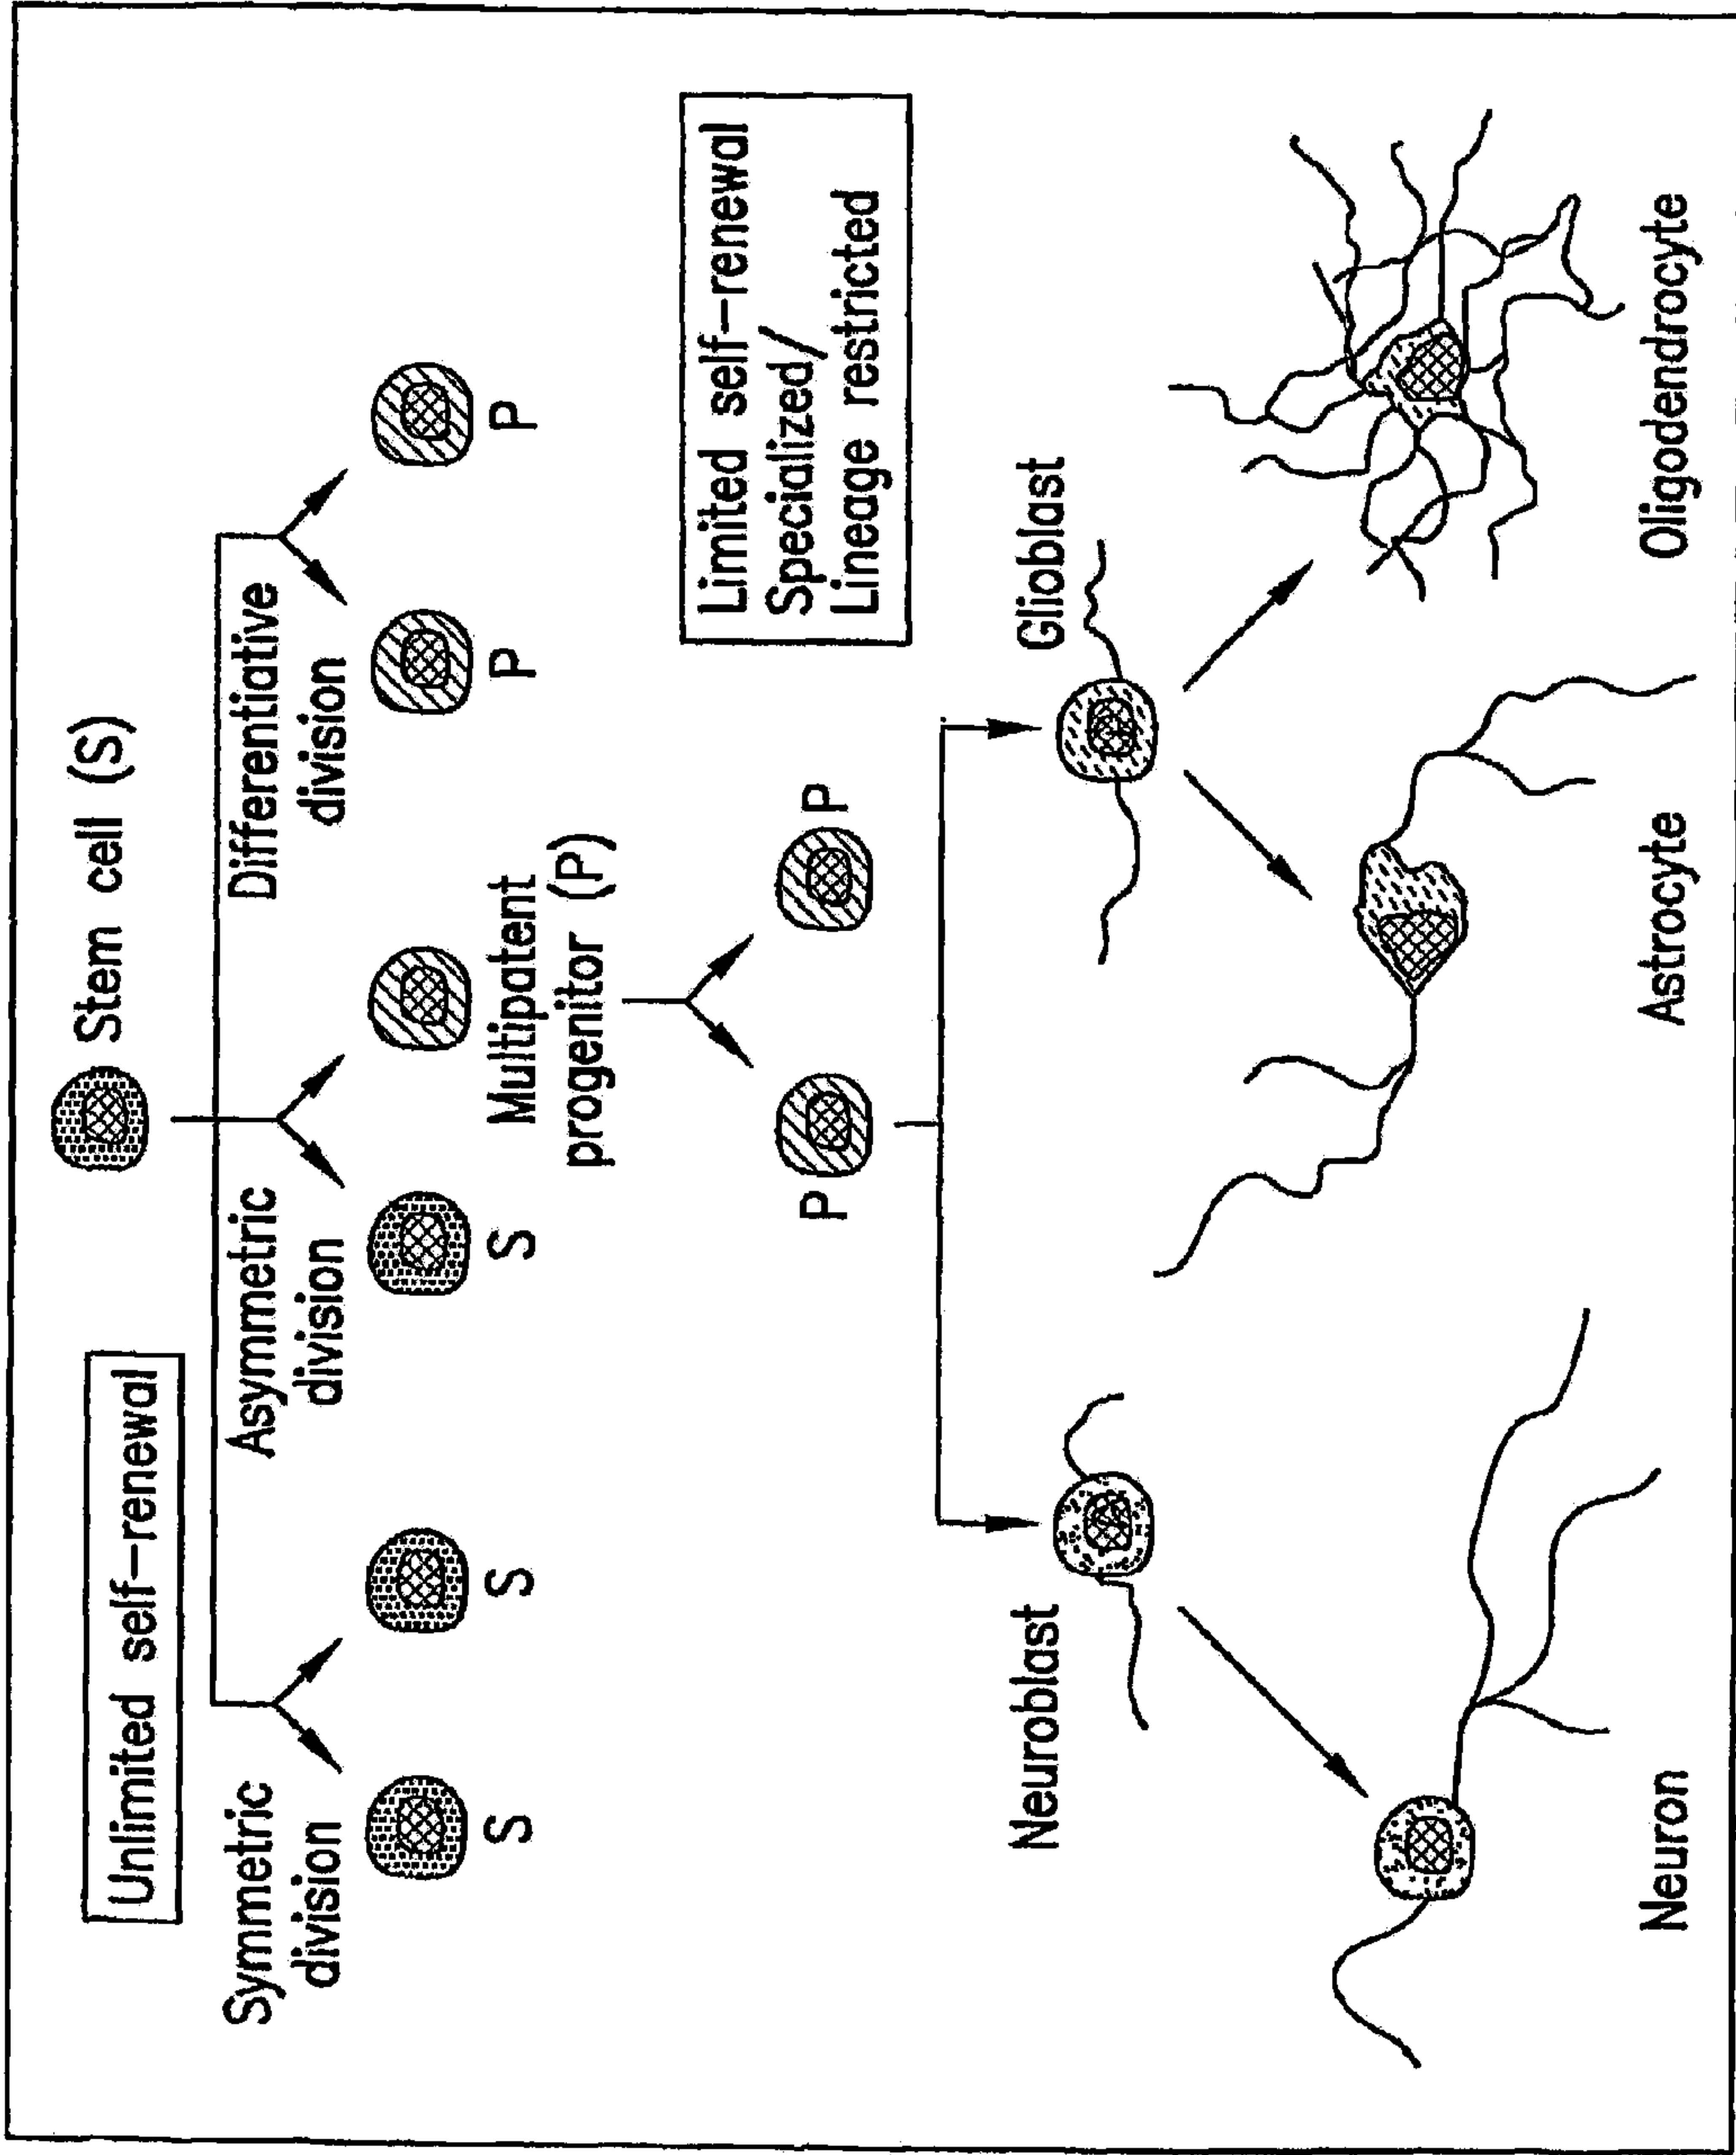 Stem cell (S)
Unlimited self-renewal
Symmetric
division
Asymmetric
division
Differentiative
division
S
S
S
Multipatent
progenitor (P)
P
P
P
P
Limited self-renewal
Specialized/
Lineage restricted
Neuroblast
Glioblast
Neuron
Astrocyte
Oligodendrocyte